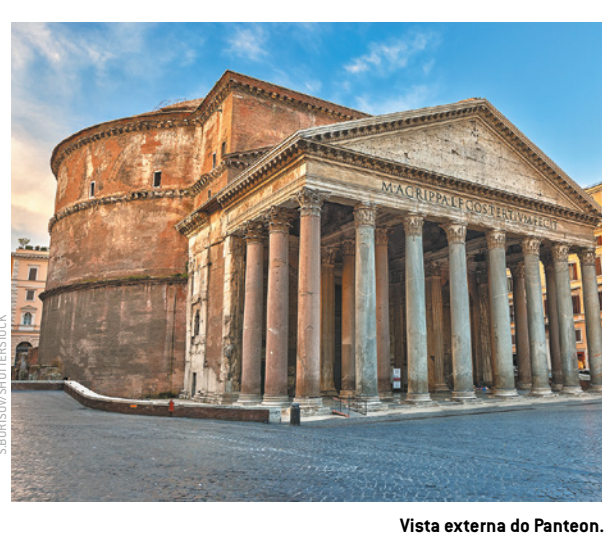 M·AGRIPPA·L·F·COS·TERTIVM·FECIT
S.BORISOV/SHUTTERSTOCK
Vista externa do Panteon.